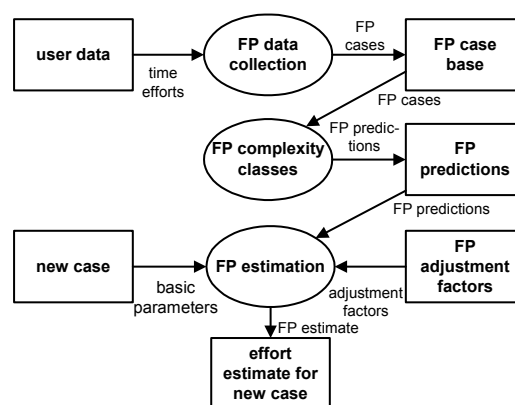 user data
time
efforts
FP data
collection
FP
cases
FP case
base
FP cases
FP complexity
classes
FP predic-
tions
FP
predictions
FP predictions
new case
basic
parameters
FP estimation
adjustment
factors
FP
adjustment
factors
FP estimate
effort
estimate for
new case